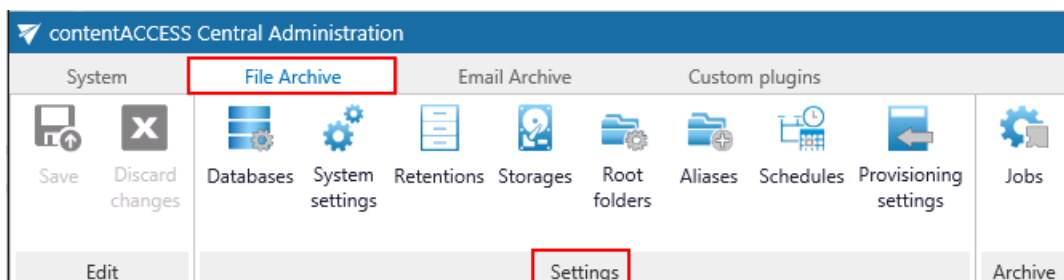 contentACCESS Central Administration
System File Archive Email Archive Custom plugins
Save Discard changes Databases System settings Retentions Storages Root folders Aliases Schedules Provisioning settings Jobs
Edit Settings Archive